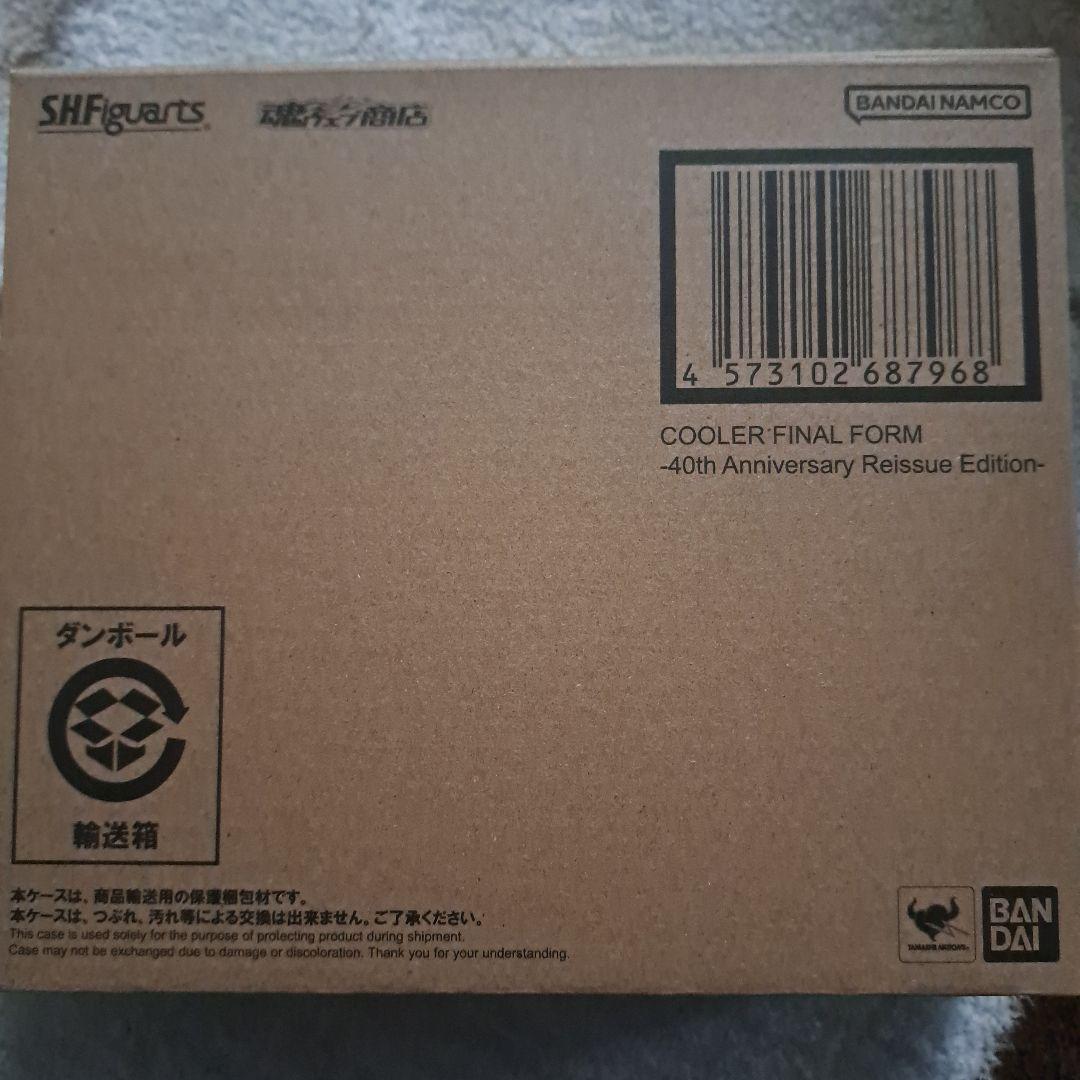 S.H.Figuarts
魂ウェブ商店
BANDAI NAMCO
4 573102 687968
COOLER FINAL FORM
-40th Anniversary Reissue Edition-
ダンボール
輸送箱
本ケースは、商品輸送用の保護梱包材です。
本ケースは、つぶれ、汚れ等による交換は出来ません。ご了承ください。
This case is used solely for the purpose of protecting product during shipment.
Case may not be exchanged due to damage or discoloration. Thank you for your understanding.
TAMASHII NATIONS
BAN
DAI